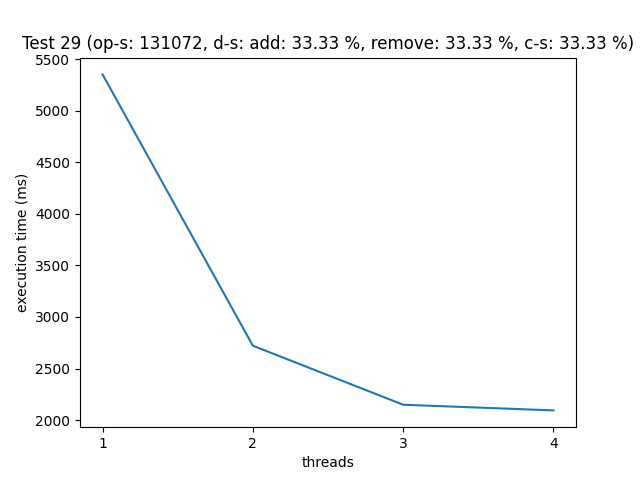 Test 29 (op-s: 131072, d-s: add: 33.33 %, remove: 33.33 %, c-s: 33.33 %)
5500
5000
4500
4000
3500
3000
2500
2000
execution time (ms)
1 2 3 4
threads